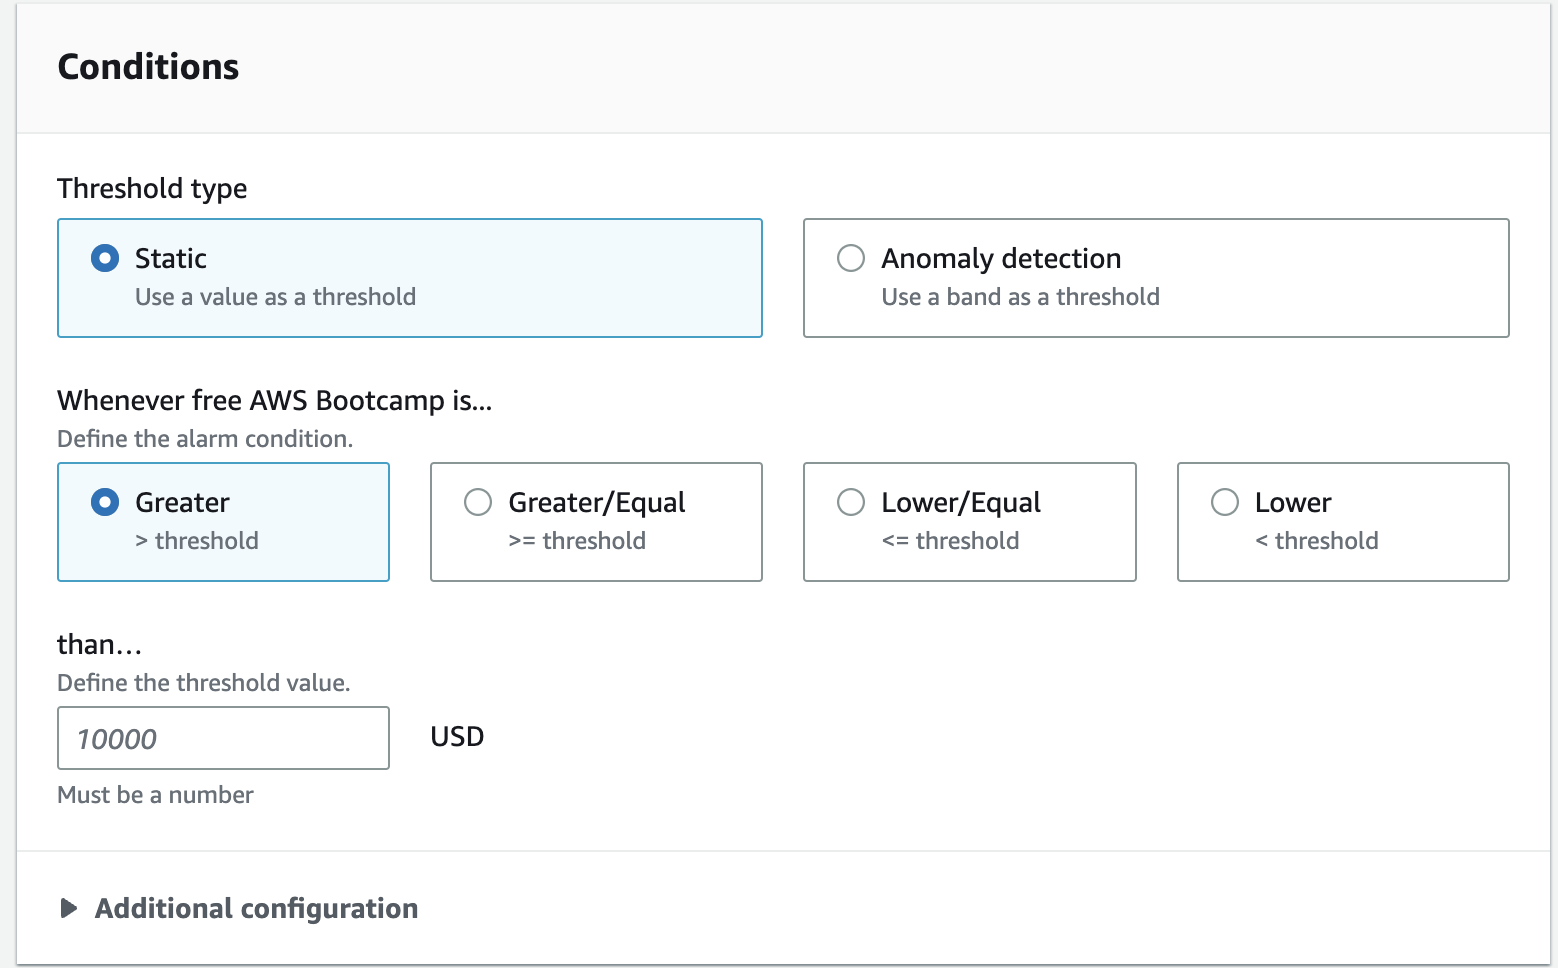 Conditions
Threshold type
Static
Use a value as a threshold
Anomaly detection
Use a band as a threshold
Whenever free AWS Bootcamp is...
Define the alarm condition.
Greater
> threshold
Greater/Equal
>= threshold
Lower/Equal
<= threshold
Lower
< threshold
than…
Define the threshold value.
10000
USD
Must be a number
Additional configuration